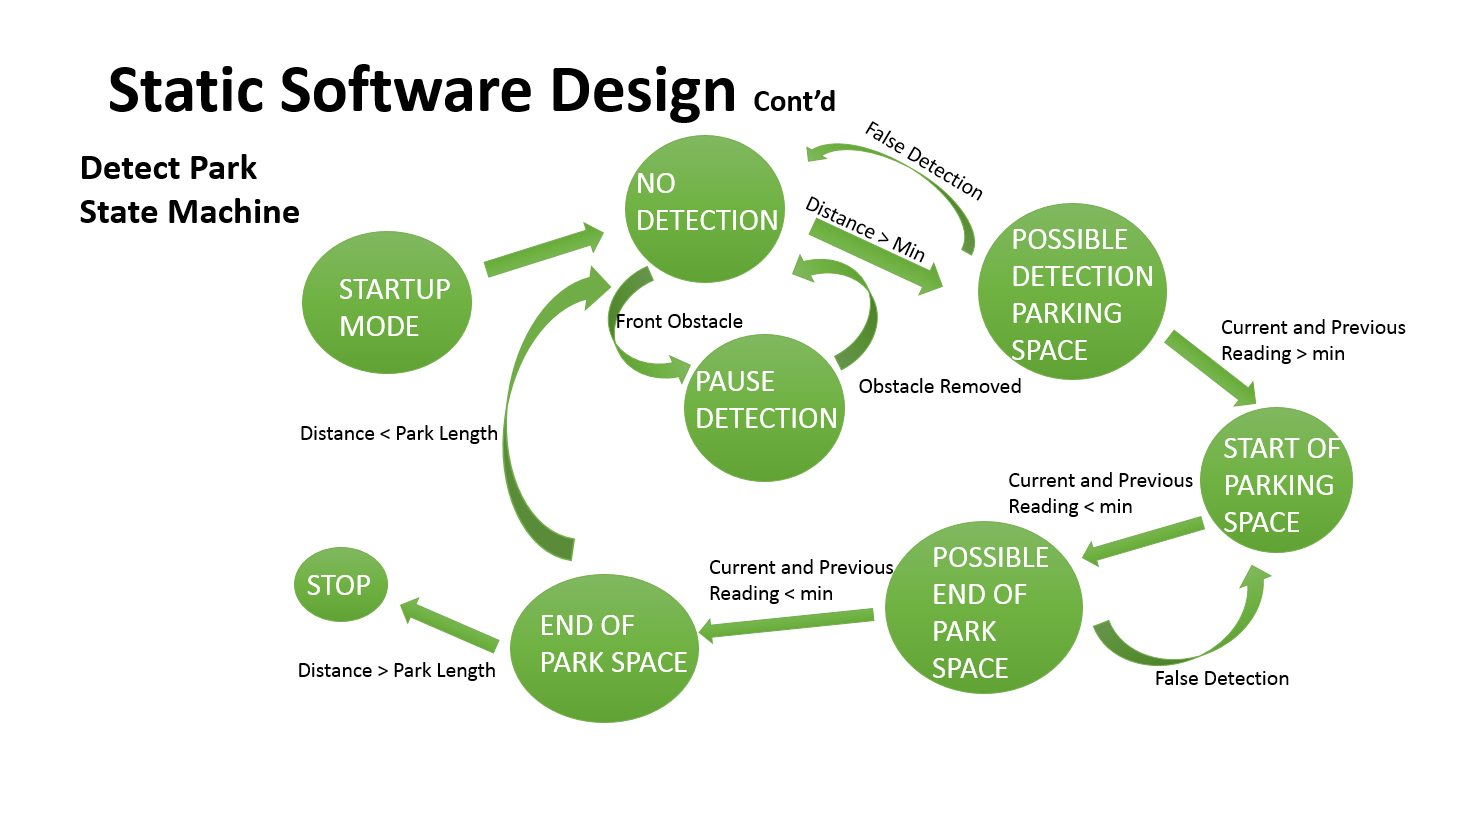 Static Software Design Cont’d
Detect Park
State Machine
STARTUP
MODE
NO
DETECTION
False Detection
Distance > Min
POSSIBLE
DETECTION
PARKING
SPACE
Front Obstacle
PAUSE
DETECTION
Obstacle Removed
Current and Previous
Reading > min
START OF
PARKING
SPACE
Current and Previous
Reading < min
POSSIBLE
END OF
PARK
SPACE
False Detection
Current and Previous
Reading < min
END OF
PARK SPACE
Distance < Park Length
STOP
Distance > Park Length